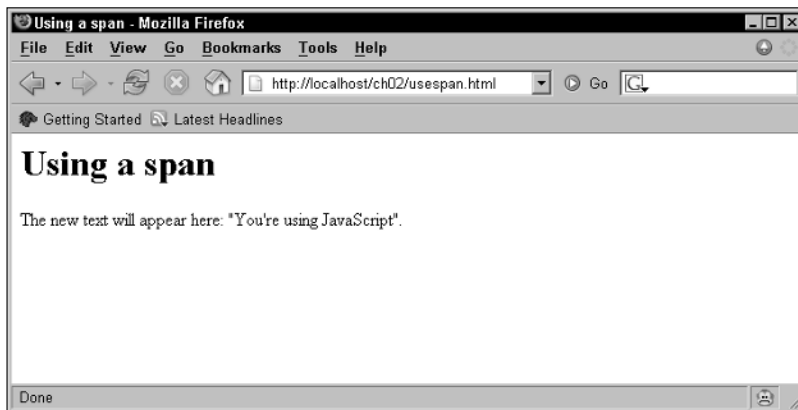 Using a span - Mozilla Firefox
File Edit View Go Bookmarks Tools Help
http://localhost/ch02/usespan.html Go G
Getting Started Latest Headlines
Using a span
The new text will appear here: "You're using JavaScript".
Done